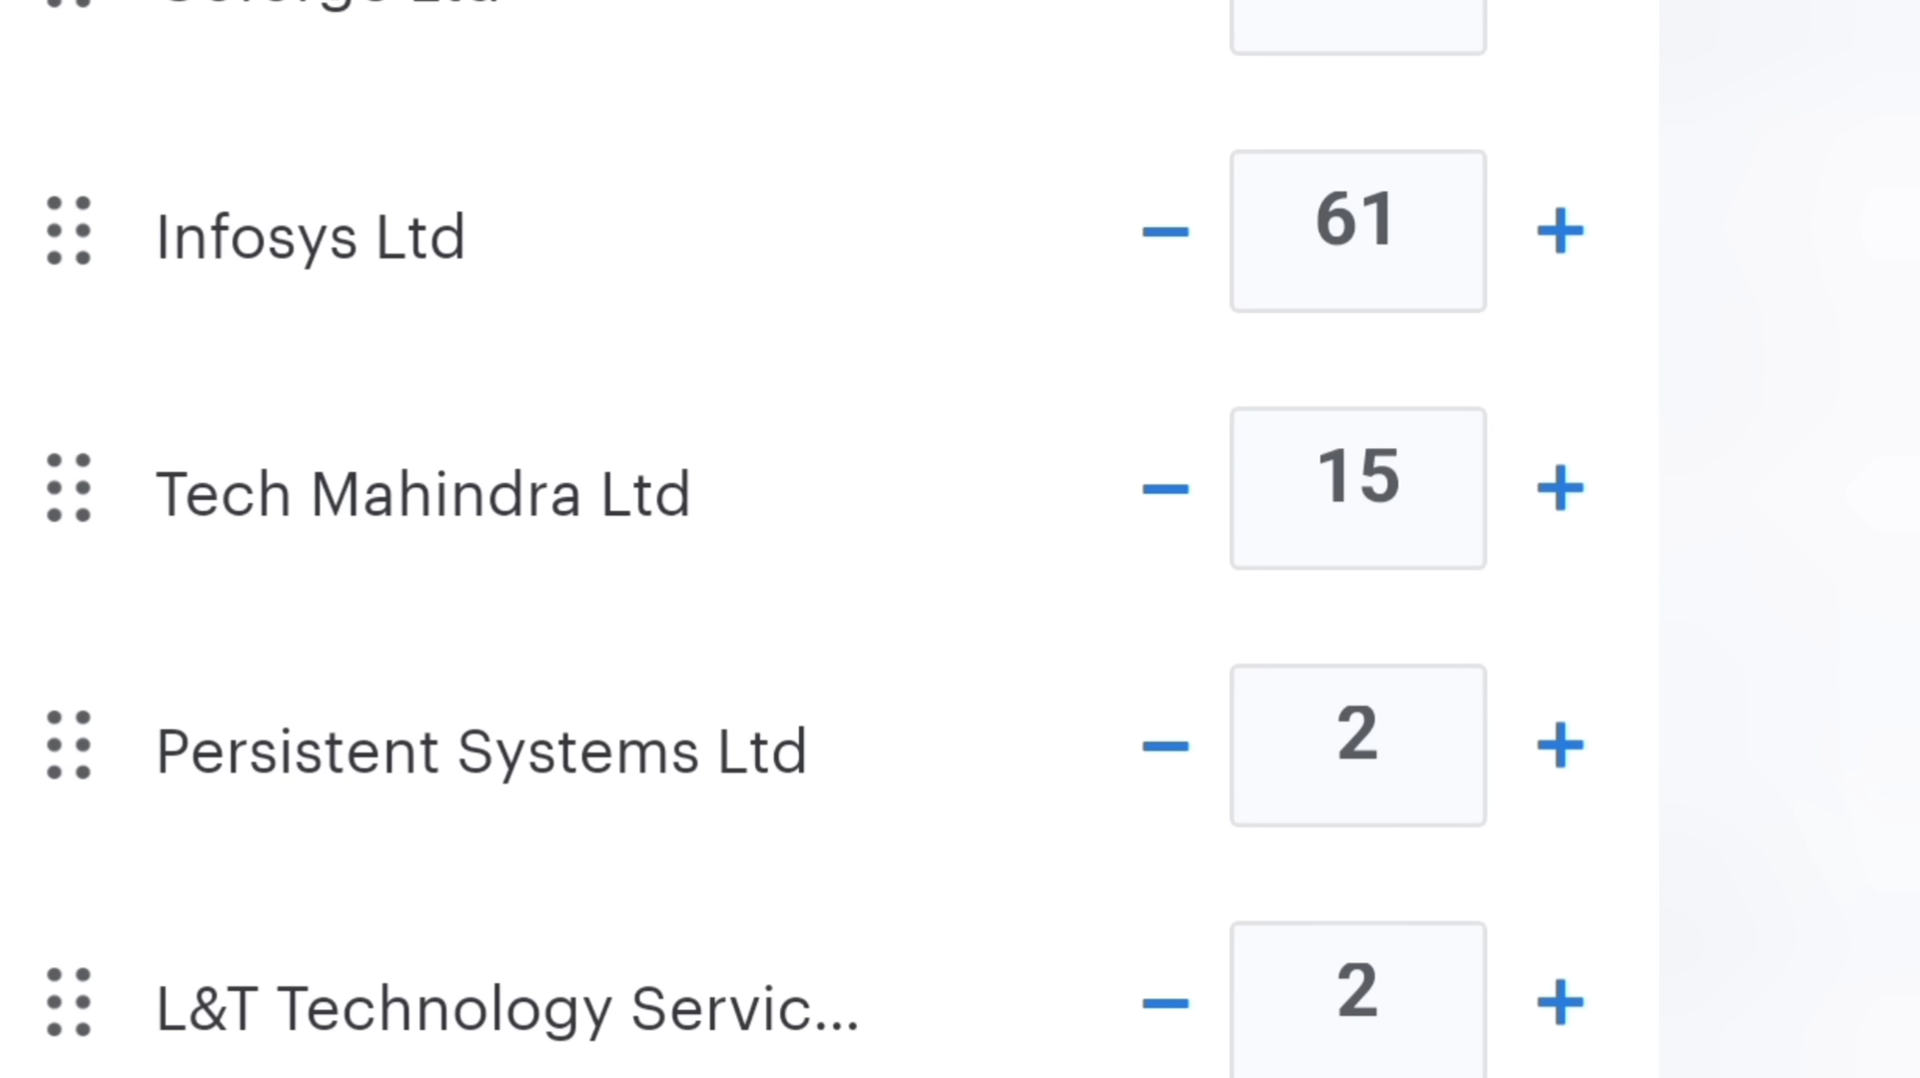 Infosys Ltd − 61 +
Tech Mahindra Ltd − 15 +
Persistent Systems Ltd − 2 +
L&T Technology Servic... − 2 +